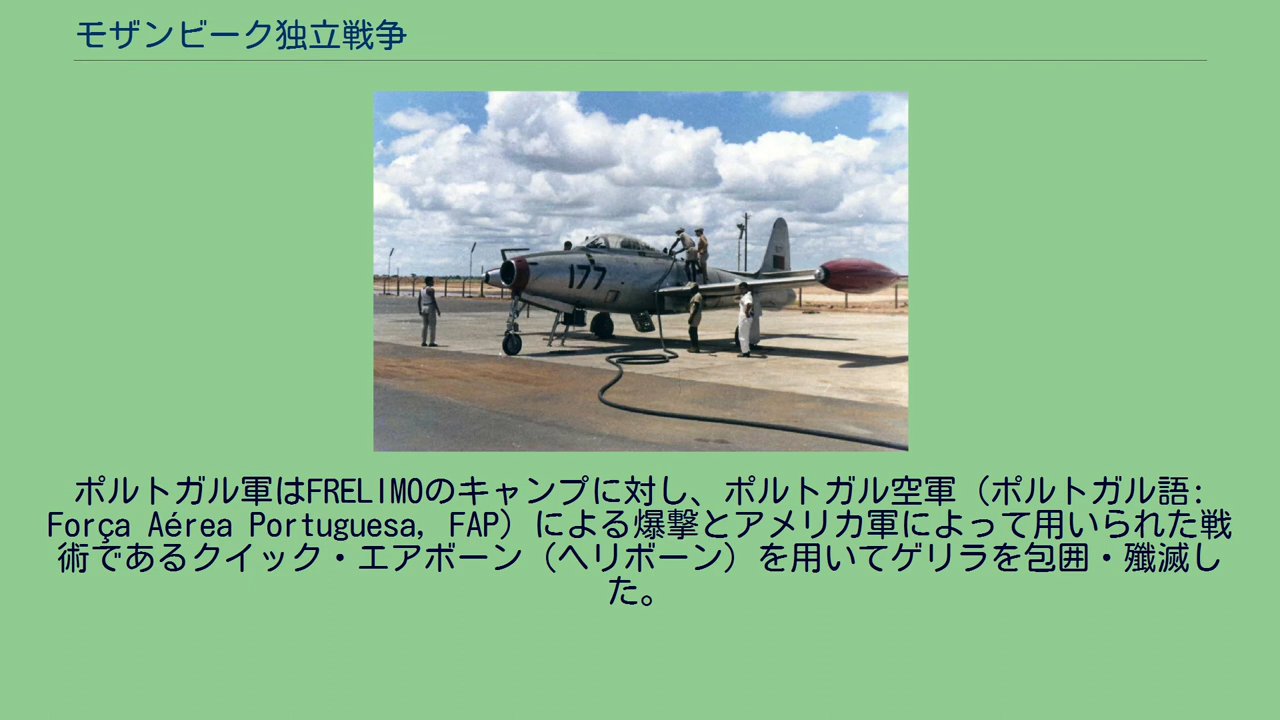 モザンビーク独立戦争
177
ポルトガル軍はFRELIMOのキャンプに対し、ポルトガル空軍（ポルトガル語:
Força Aérea Portuguesa, FAP）による爆撃とアメリカ軍によって用いられた戦
術であるクイック・エアボーン（ヘリボーン）を用いてゲリラを包囲・殲滅し
た。